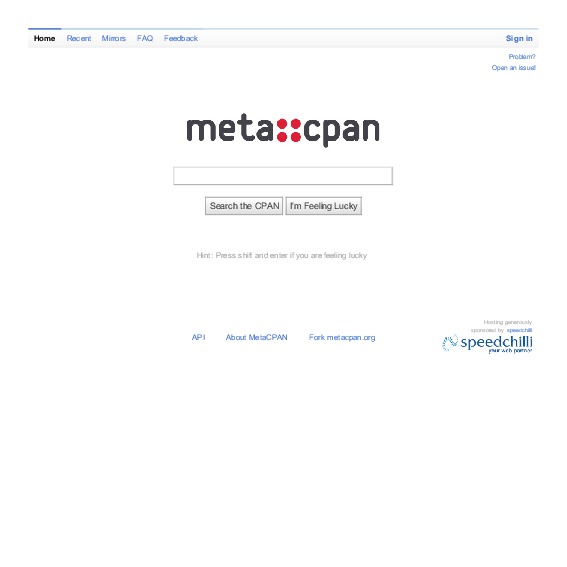 Home Recent Mirrors FAQ Feedback Sign in
Problem?
Open an issue!
meta::cpan
Search the CPAN I'm Feeling Lucky
Hint: Press shift and enter if you are feeling lucky
Hosting generously
sponsored by speedchilli
API About MetaCPAN Fork metacpan.org
speedchilli
your web partner